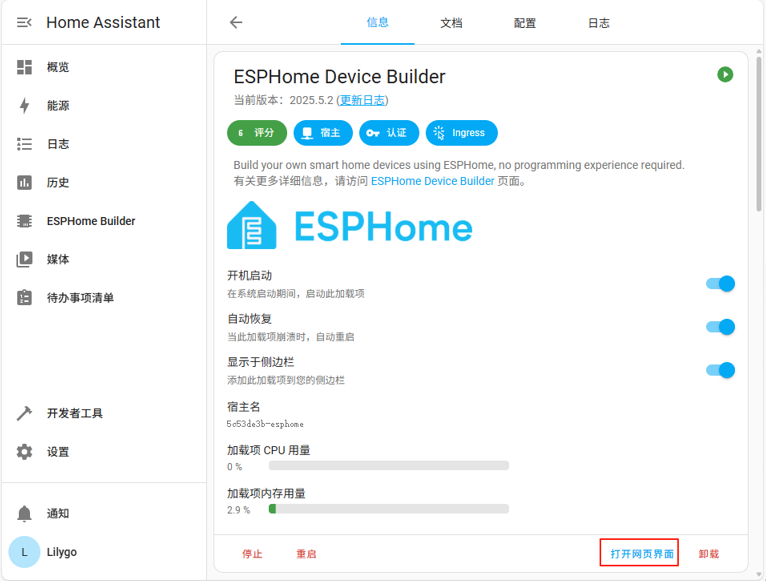 Home Assistant
概览
能源
日志
历史
ESPHome Builder
媒体
待办事项清单
开发者工具
设置
通知
L Lilygo
信息 文档 配置 日志
ESPHome Device Builder
当前版本：2025.5.2 (更新日志)
6 评分 宿主 认证 Ingress
Build your own smart home devices using ESPHome, no programming experience required.
有关更多详细信息，请访问 ESPHome Device Builder 页面。
ESPHome
开机启动
在系统启动期间，启动此加载项
自动恢复
当此加载项崩溃时，自动重启
显示于侧边栏
添加此加载项到您的侧边栏
宿主名
5c53de3b-esphome
加载项 CPU 用量
0 %
加载项内存用量
2.9 %
停止 重启 打开网页界面 卸载